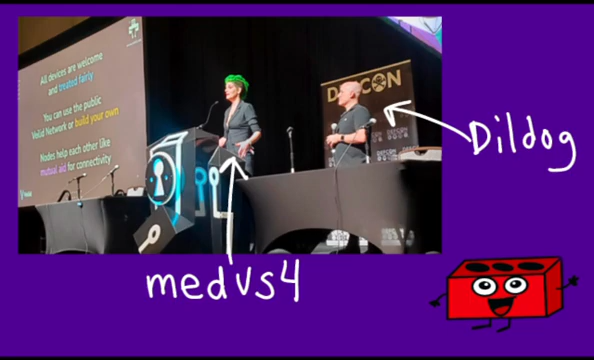 All devices are welcome
and treated fairly
You can use the public
Veilid Network or build your own
Nodes help each other like
mutual aid for connectivity
DEFCON
Dildog
medvs4